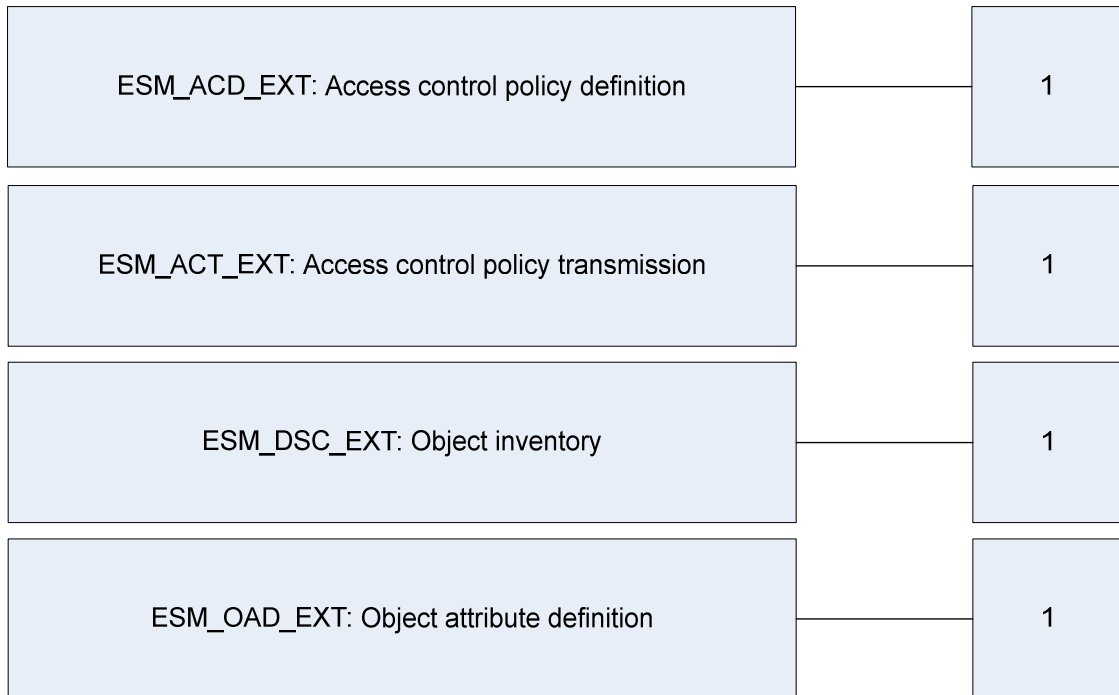 ESM_ACD_EXT: Access control policy definition
1
ESM_ACT_EXT: Access control policy transmission
1
ESM_DSC_EXT: Object inventory
1
ESM_OAD_EXT: Object attribute definition
1